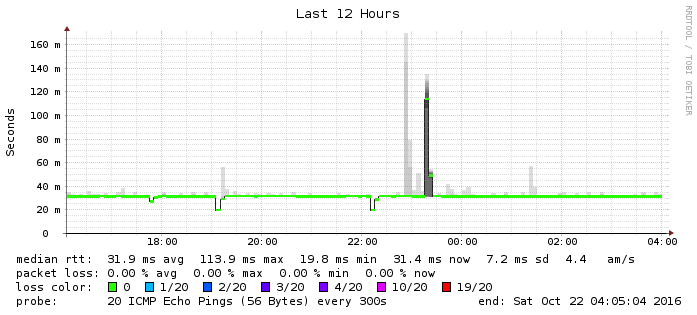 Last 12 Hours
RRDTOOL / TOBI OETIKER
Seconds
160 m
140 m
120 m
100 m
80 m
60 m
40 m
20 m
0
18:00 20:00 22:00 00:00 02:00 04:00
median rtt: 31.9 ms avg 113.9 ms max 19.8 ms min 31.4 ms now 7.2 ms sd 4.4 am/s
packet loss: 0.00 % avg 0.00 % max 0.00 % min 0.00 % now
loss color: 0 1/20 2/20 3/20 4/20 10/20 19/20
probe: 20 ICMP Echo Pings (56 Bytes) every 300s end: Sat Oct 22 04:05:04 2016